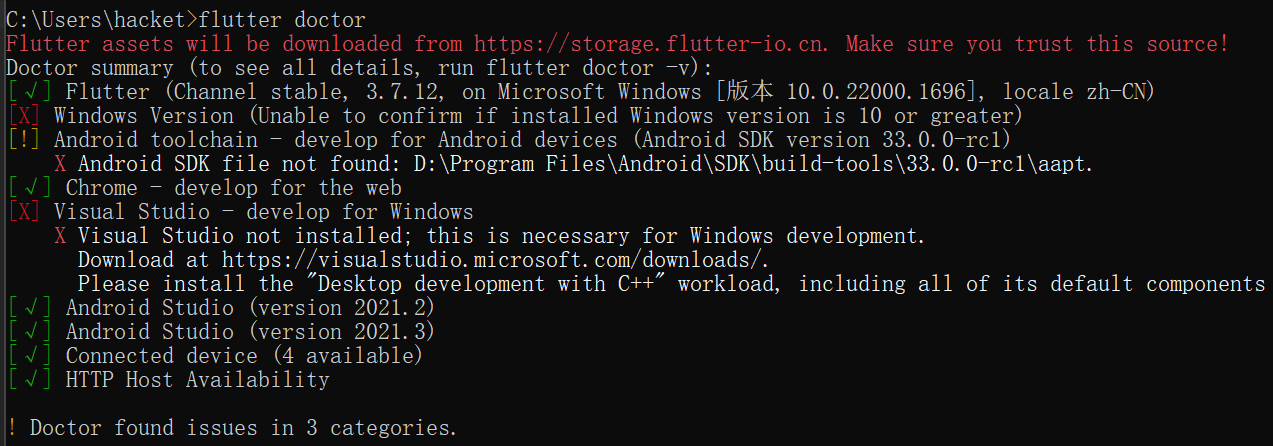 C:\Users\hacket>flutter doctor
Flutter assets will be downloaded from https://storage.flutter-io.cn. Make sure you trust this source!
Doctor summary (to see all details, run flutter doctor -v):
[√] Flutter (Channel stable, 3.7.12, on Microsoft Windows [版本 10.0.22000.1696], locale zh-CN)
[X] Windows Version (Unable to confirm if installed Windows version is 10 or greater)
[!] Android toolchain - develop for Android devices (Android SDK version 33.0.0-rc1)
X Android SDK file not found: D:\Program Files\Android\SDK\build-tools\33.0.0-rc1\aapt.
[√] Chrome - develop for the web
[X] Visual Studio - develop for Windows
X Visual Studio not installed; this is necessary for Windows development.
Download at https://visualstudio.microsoft.com/downloads/.
Please install the "Desktop development with C++" workload, including all of its default components
[√] Android Studio (version 2021.2)
[√] Android Studio (version 2021.3)
[√] Connected device (4 available)
[√] HTTP Host Availability
! Doctor found issues in 3 categories.